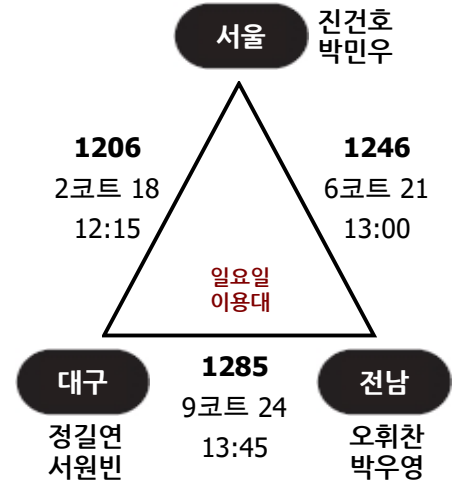 서울
진건호
박민우
1206
2코트 18
12:15
1246
6코트 21
13:00
일요일
이용대
대구
정길연
서원빈
1285
9코트 24
13:45
전남
오휘찬
박우영